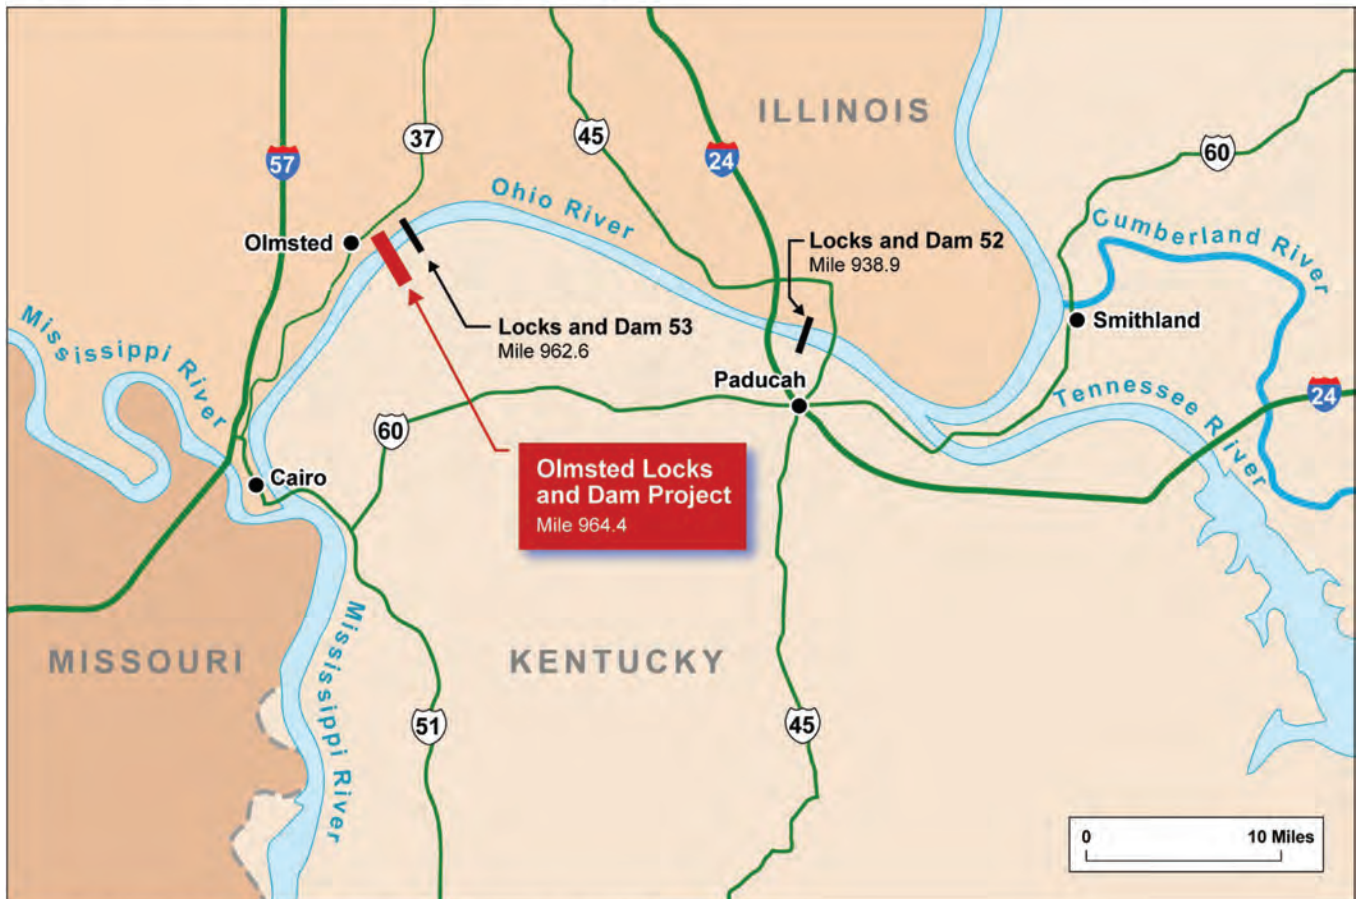 ILLINOIS
37
45
24
60
57
Ohio River
Cumberland River
Olmsted
Locks and Dam 52
Mile 938.9
Mississippi River
Locks and Dam 53
Mile 962.6
Smithland
Paducah
Tennessee River
24
60
Olmsted Locks
and Dam Project
Mile 964.4
Cairo
MISSOURI
Mississippi River
KENTUCKY
51
45
0 10 Miles